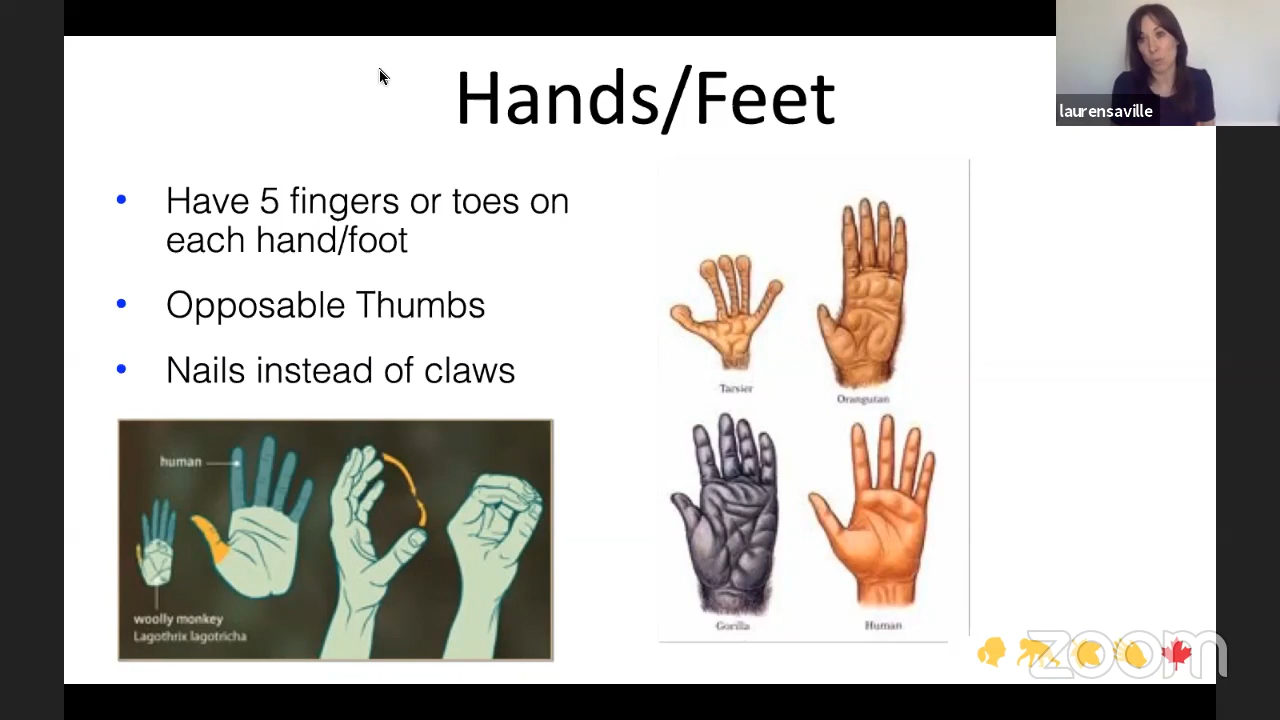 Hands/Feet
laurensaville
• Have 5 fingers or toes on
each hand/foot
• Opposable Thumbs
• Nails instead of claws
Tarsier
Orangutan
human
woolly monkey
Lagothrix lagotricha
Gorilla
Human
zoom